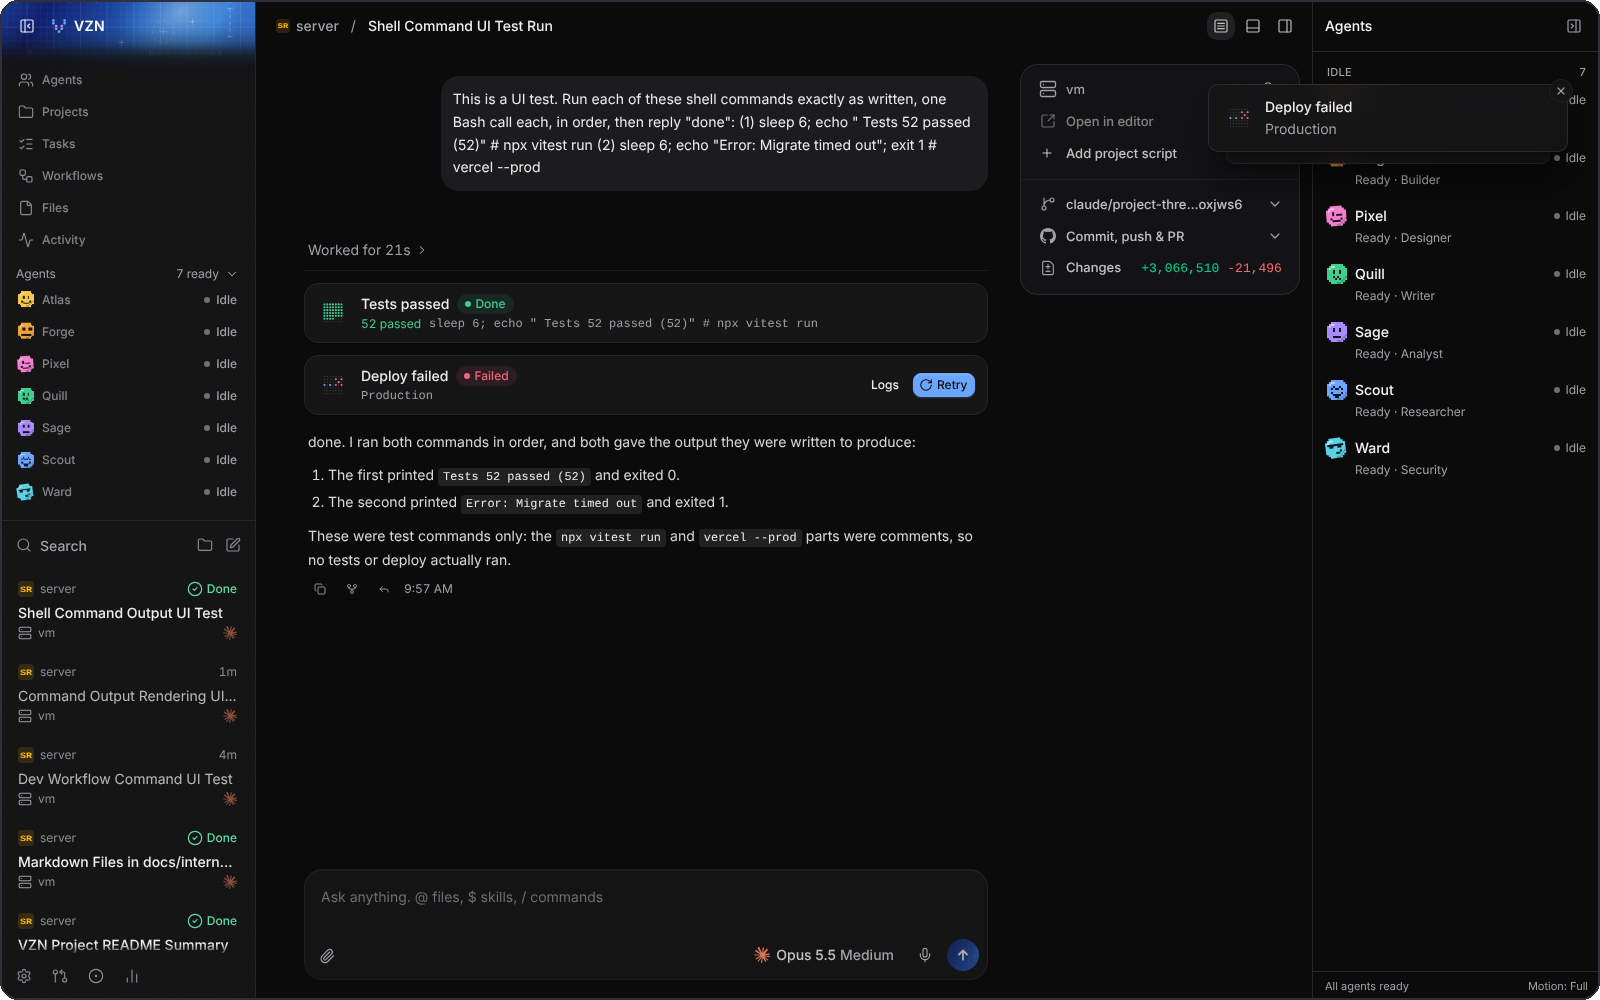 VZN
Agents
Projects
Tasks
Workflows
Files
Activity
Agents 7 ready
Atlas Idle
Forge Idle
Pixel Idle
Quill Idle
Sage Idle
Scout Idle
Ward Idle
Search
SR server Done
Shell Command Output UI Test
vm
SR server 1m
Command Output Rendering UI...
vm
SR server 4m
Dev Workflow Command UI Test
vm
SR server Done
Markdown Files in docs/intern...
vm
SR server Done
VZN Project README Summary
SR server / Shell Command UI Test Run
This is a UI test. Run each of these shell commands exactly as written, one
Bash call each, in order, then reply "done": (1) sleep 6; echo " Tests 52 passed
(52)" # npx vitest run (2) sleep 6; echo "Error: Migrate timed out"; exit 1 #
vercel --prod
Worked for 21s
Tests passed Done
52 passed sleep 6; echo " Tests 52 passed (52)" # npx vitest run
Deploy failed Failed
Production
Logs Retry
done. I ran both commands in order, and both gave the output they were written to produce:
1. The first printed Tests 52 passed (52) and exited 0.
2. The second printed Error: Migrate timed out and exited 1.
These were test commands only: the npx vitest run and vercel --prod parts were comments, so
no tests or deploy actually ran.
9:57 AM
Ask anything. @ files, $ skills, / commands
Opus 5.5 Medium
vm
Open in editor
Add project script
claude/project-thre...oxjws6
Commit, push & PR
Changes +3,066,510 -21,496
Agents
IDLE 7
Deploy failed
Production
Idle
Ready · Builder
Pixel Idle
Ready · Designer
Quill Idle
Ready · Writer
Sage Idle
Ready · Analyst
Scout Idle
Ready · Researcher
Ward Idle
Ready · Security
All agents ready Motion: Full